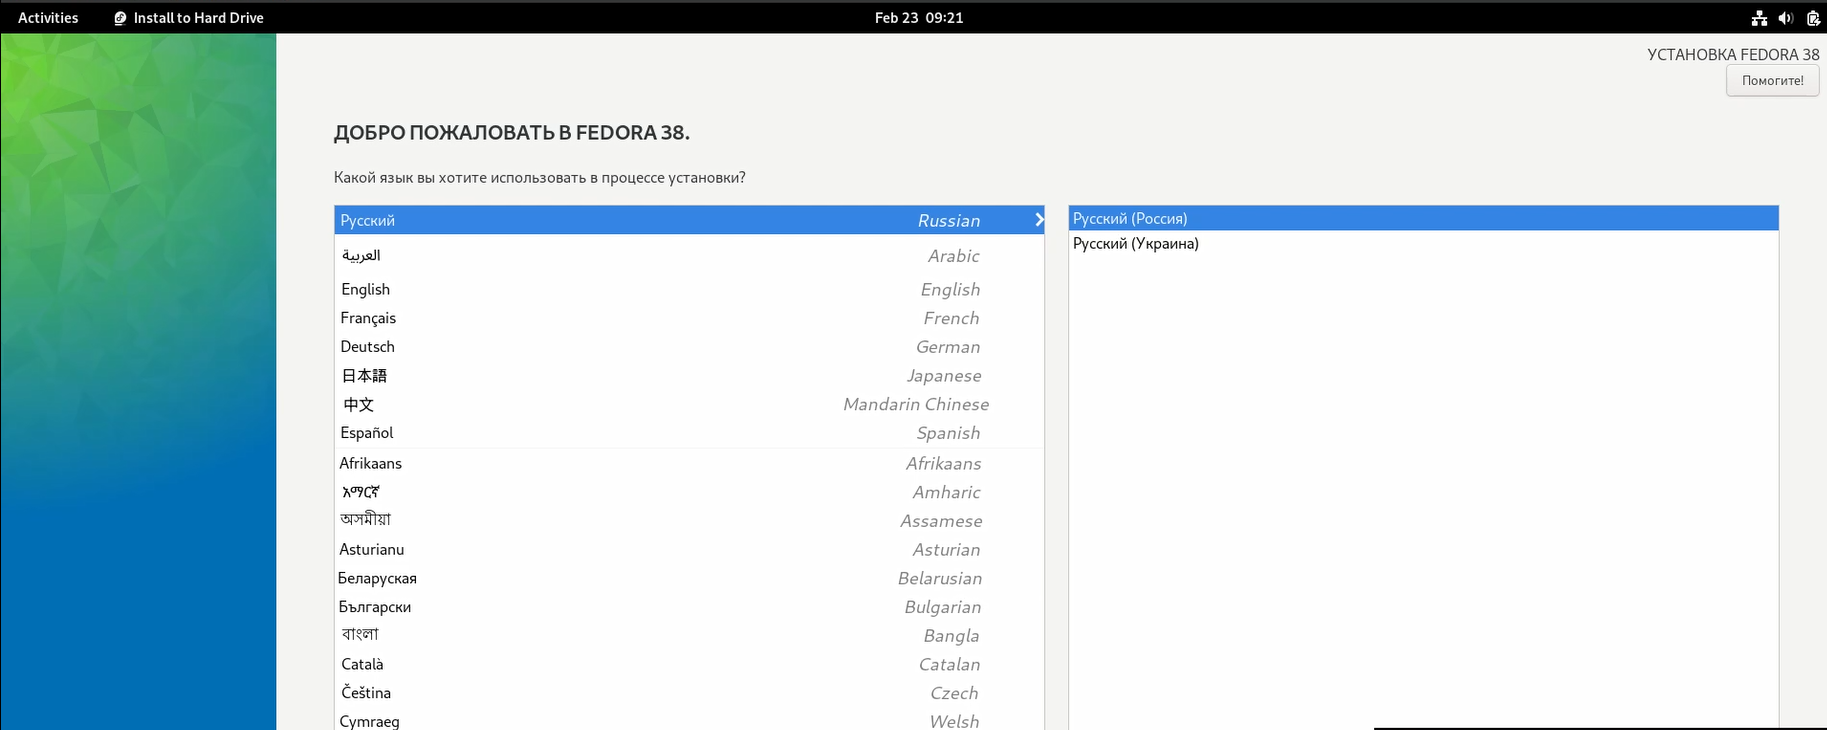 Activities Install to Hard Drive Feb 23 09:21
УСТАНОВКА FEDORA 38
Помогите!
ДОБРО ПОЖАЛОВАТЬ В FEDORA 38.
Какой язык вы хотите использовать в процессе установки?
Русский Russian Русский (Россия)
العربية Arabic Русский (Украина)
English English
Français French
Deutsch German
日本語 Japanese
中文 Mandarin Chinese
Español Spanish
Afrikaans Afrikaans
አማርኛ Amharic
অসমীয়া Assamese
Asturianu Asturian
Беларуская Belarusian
Български Bulgarian
বাংলা Bangla
Català Catalan
Čeština Czech
Cymraeg Welsh